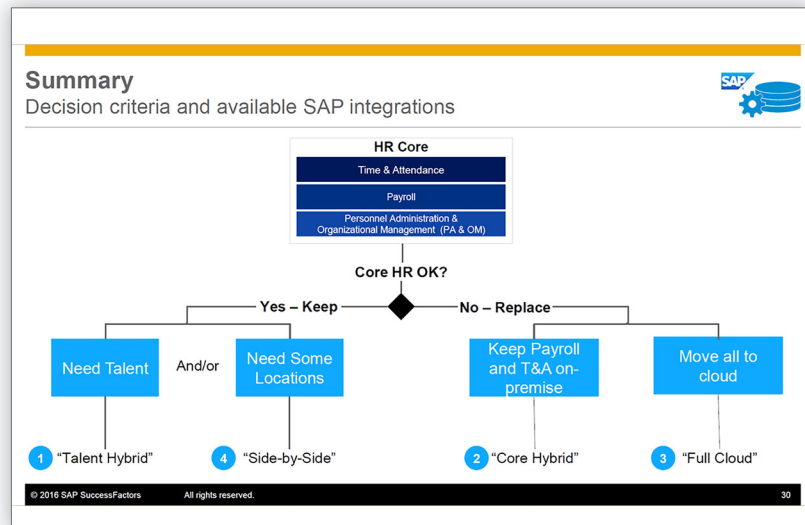 Summary
Decision criteria and available SAP integrations
SAP
HR Core
Time & Attendance
Payroll
Personnel Administration &
Organizational Management (PA & OM)
Core HR OK?
Yes – Keep
No – Replace
Need Talent
And/or
Need Some
Locations
Keep Payroll
and T&A on-
premise
Move all to
cloud
1 "Talent Hybrid"
4 "Side-by-Side"
2 "Core Hybrid"
3 "Full Cloud"
© 2016 SAP SuccessFactors All rights reserved. 30